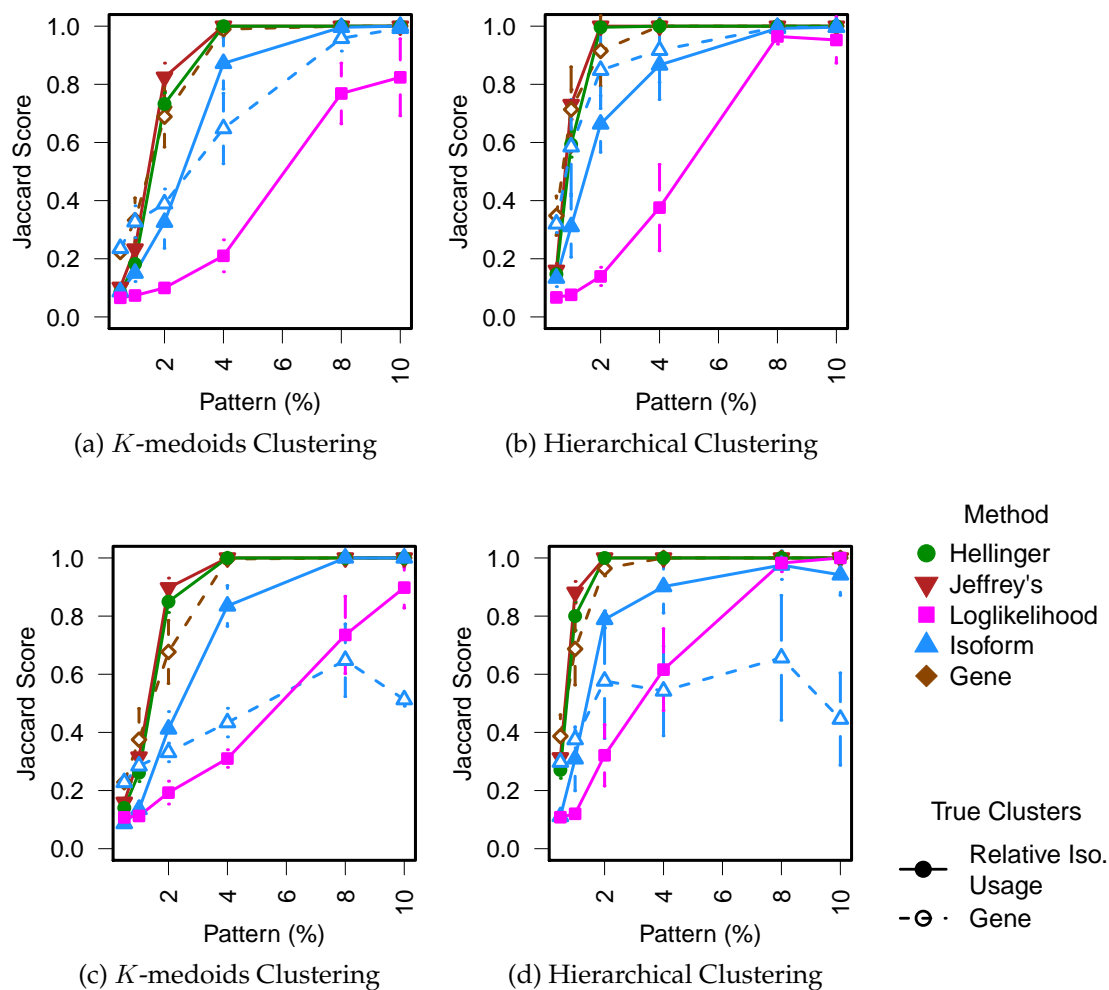 Jaccard Score
1.0
0.8
0.6
0.4
0.2
0.0
2
4
6
8
10
Pattern (%)
(a) K-medoids Clustering
Jaccard Score
1.0
0.8
0.6
0.4
0.2
0.0
2
4
6
8
10
Pattern (%)
(b) Hierarchical Clustering
Jaccard Score
1.0
0.8
0.6
0.4
0.2
0.0
2
4
6
8
10
Pattern (%)
(c) K-medoids Clustering
Jaccard Score
1.0
0.8
0.6
0.4
0.2
0.0
2
4
6
8
10
Pattern (%)
(d) Hierarchical Clustering
Method
Hellinger
Jeffrey's
Loglikelihood
Isoform
Gene
True Clusters
Relative Iso.
Usage
Gene